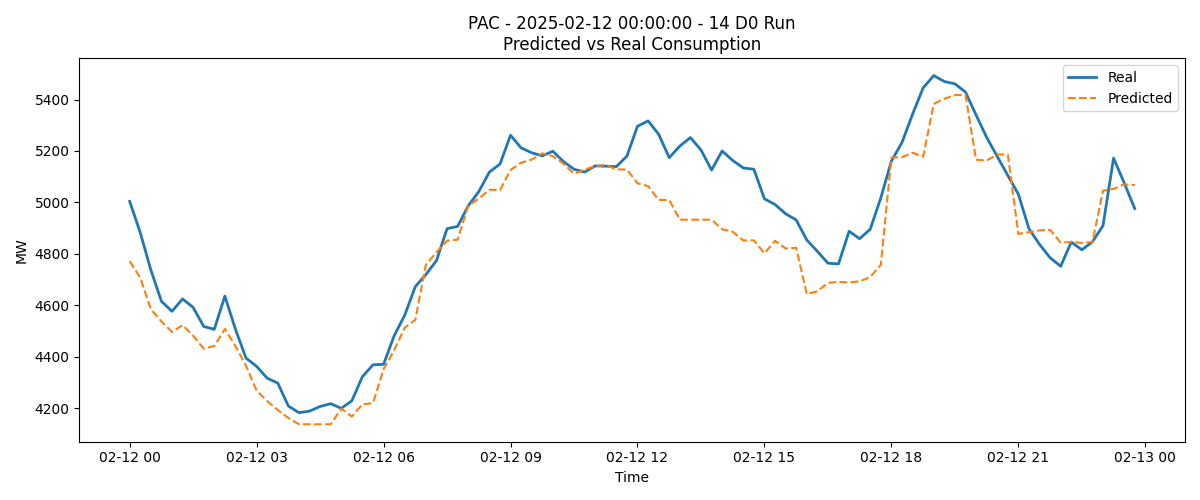 PAC - 2025-02-12 00:00:00 - 14 D0 Run
Predicted vs Real Consumption
Real
Predicted
MW
5400
5200
5000
4800
4600
4400
4200
02-12 00
02-12 03
02-12 06
02-12 09
02-12 12
02-12 15
02-12 18
02-12 21
02-13 00
Time